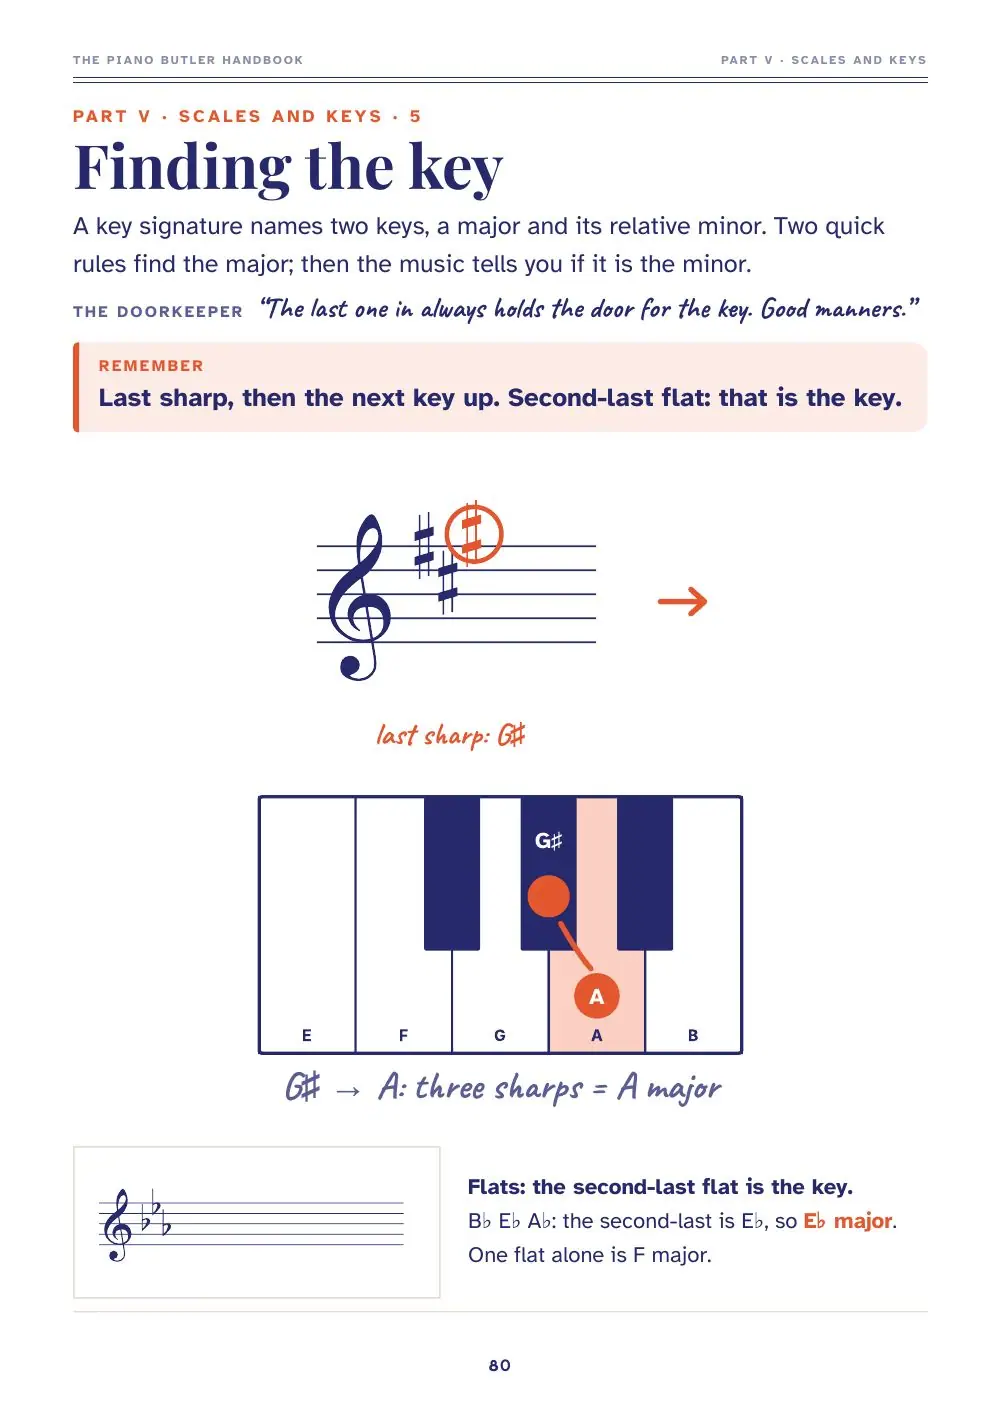 THE PIANO BUTLER HANDBOOK
PART V · SCALES AND KEYS
PART V · SCALES AND KEYS · 5
Finding the key
A key signature names two keys, a major and its relative minor. Two quick
rules find the major; then the music tells you if it is the minor.
THE DOORKEEPER “The last one in always holds the door for the key. Good manners.”
REMEMBER
Last sharp, then the next key up. Second-last flat: that is the key.
last sharp: G♯
G♯
A
E F G A B
G♯ → A: three sharps = A major
Flats: the second-last flat is the key.
B♭ E♭ A♭: the second-last is E♭, so E♭ major.
One flat alone is F major.
80